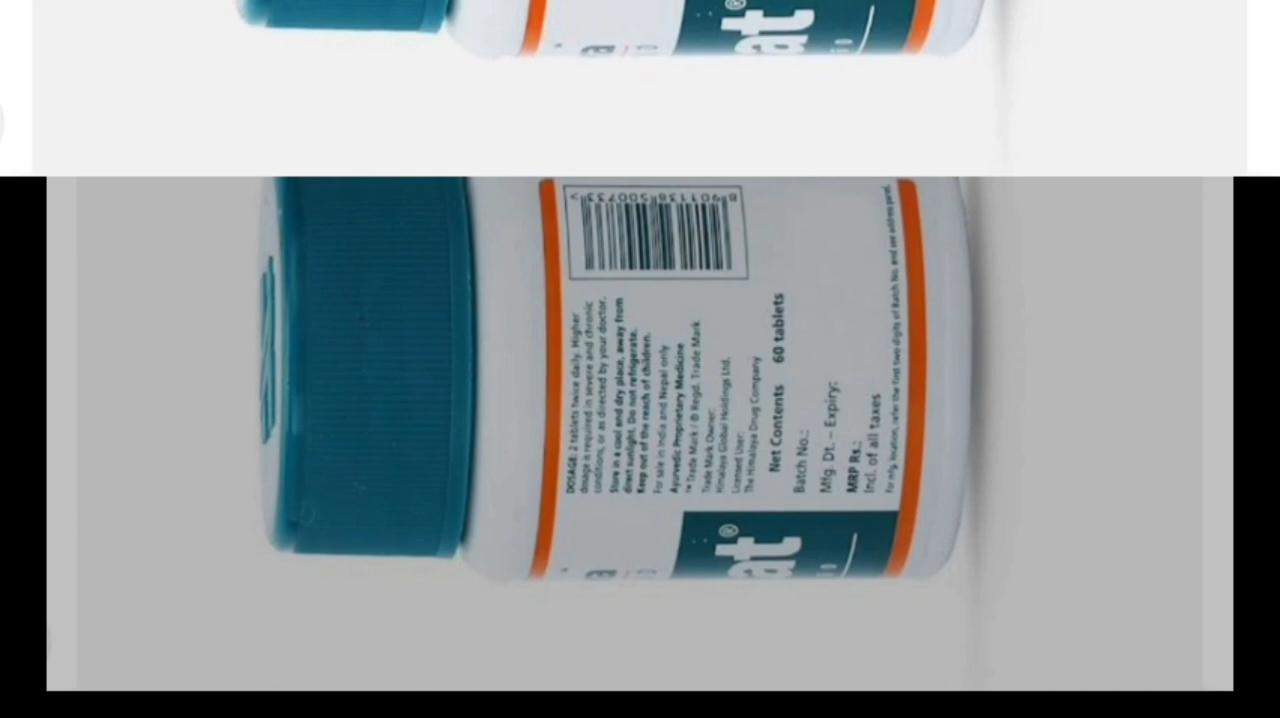 at®
8901138500733
DOSAGE: 2 tablets twice daily. Higher
dosage is required in severe and chronic
conditions, or as directed by your doctor.
Store in a cool and dry place, away from
direct sunlight. Do not refrigerate.
Keep out of the reach of children.
For sale in India and Nepal only
Ayurvedic Proprietary Medicine
™ Trade Mark / ® Regd. Trade Mark
Trade Mark Owner:
Himalaya Global Holdings Ltd.
Licensed User:
The Himalaya Drug Company
Net Contents 60 tablets
Batch No.:
Mfg. Dt. – Expiry:
MRP Rs.:
Incl. of all taxes
For mfg. location, refer the first two digits of Batch No. and see address panel.
at®